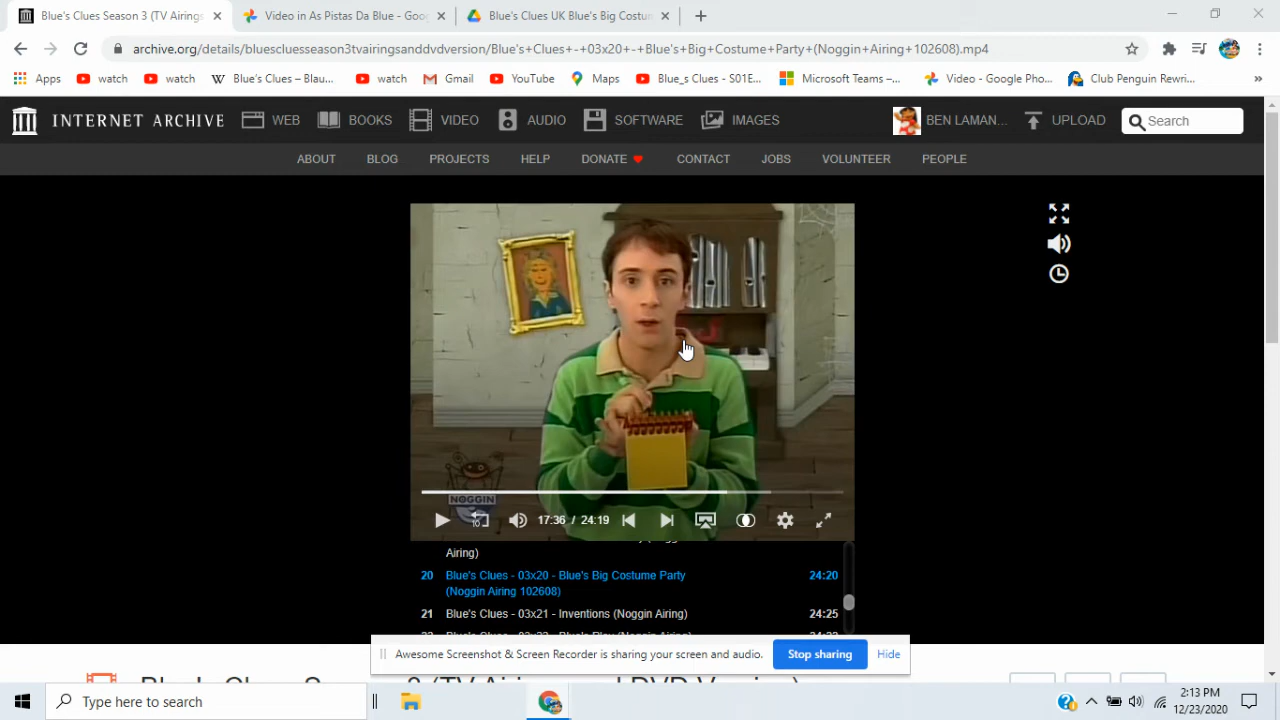 Blue's Clues Season 3 (TV Airings
Video in As Pistas Da Blue - Goo
Blue's Clues UK Blue's Big Costum
archive.org/details/bluescluesseason3tvairingsanddvdversion/Blue's+Clues+-+03x20+-+Blue's+Big+Costume+Party+(Noggin+Airing+102608).mp4
Apps watch watch Blue's Clues – Blau... watch Gmail YouTube Maps Blue_s Clues, S01E... Microsoft Teams –... Video - Google Pho... Club Penguin Rewri... »
INTERNET ARCHIVE WEB BOOKS VIDEO AUDIO SOFTWARE IMAGES BEN LAMAN... UPLOAD Search
ABOUT BLOG PROJECTS HELP DONATE CONTACT JOBS VOLUNTEER PEOPLE
NOGGIN
10 17:36 / 24:19
Airing)
20 Blue's Clues - 03x20 - Blue's Big Costume Party 24:20
(Noggin Airing 102608)
21 Blue's Clues - 03x21 - Inventions (Noggin Airing) 24:25
Awesome Screenshot & Screen Recorder is sharing your screen and audio. Stop sharing Hide
Type here to search
2:13 PM
12/23/2020